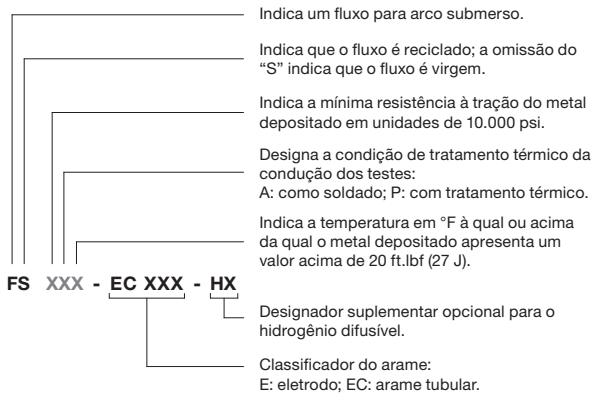 Indica um fluxo para arco submerso.
Indica que o fluxo é reciclado; a omissão do
“S” indica que o fluxo é virgem.
Indica a mínima resistência à tração do metal
depositado em unidades de 10.000 psi.
Designa a condição de tratamento térmico da
condução dos testes:
A: como soldado; P: com tratamento térmico.
Indica a temperatura em °F à qual ou acima
da qual o metal depositado apresenta um
valor acima de 20 ft.lbf (27 J).
FS XXX - EC XXX - HX
Designador suplementar opcional para o
hidrogênio difusível.
Classificador do arame:
E: eletrodo; EC: arame tubular.